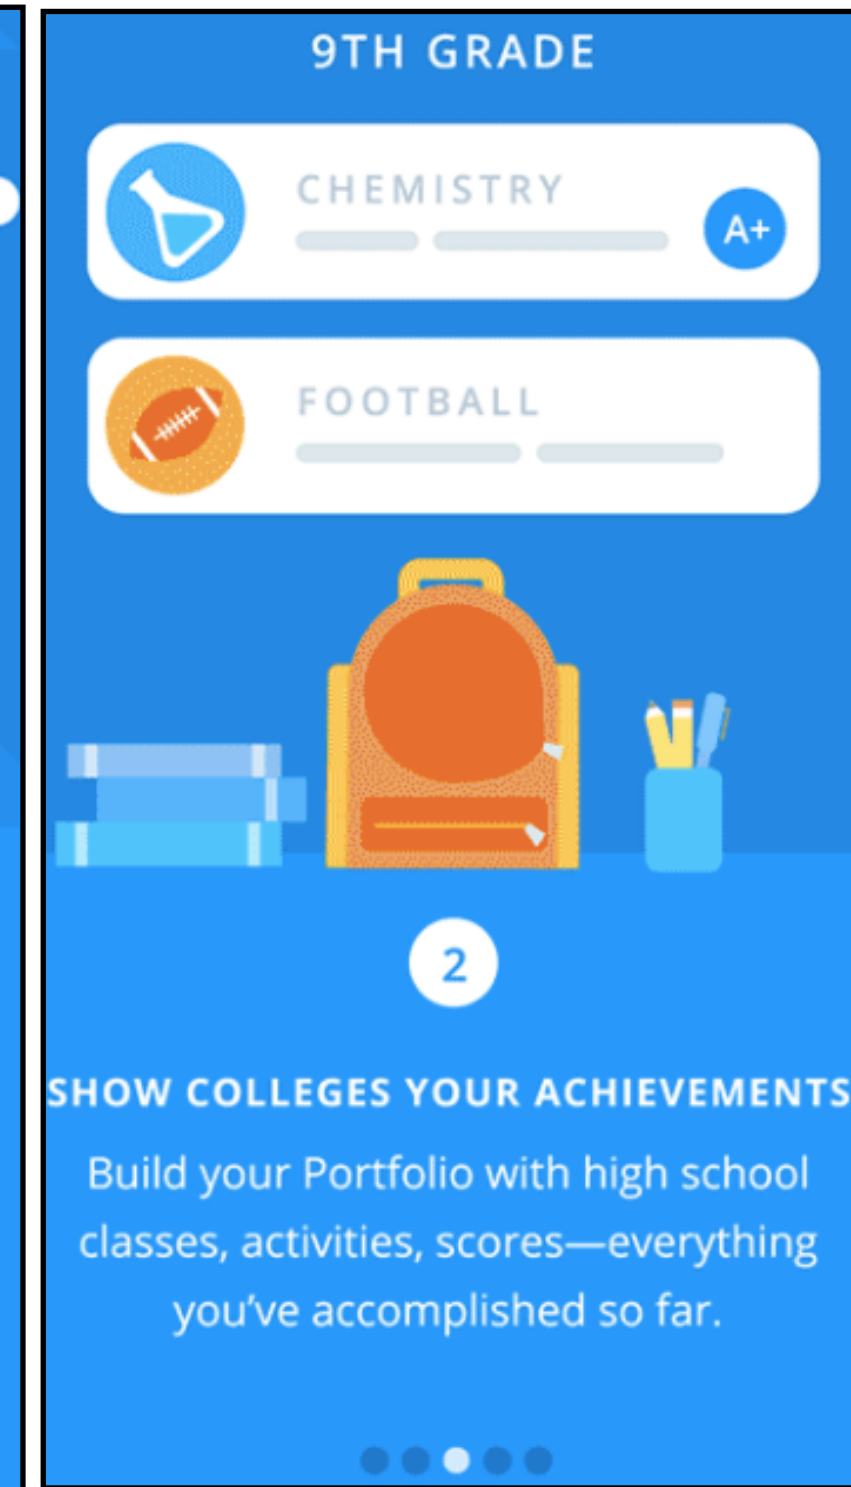 9TH GRADE
CHEMISTRY
A+
FOOTBALL
2
SHOW COLLEGES YOUR ACHIEVEMENTS
Build your Portfolio with high school
classes, activities, scores—everything
you’ve accomplished so far.